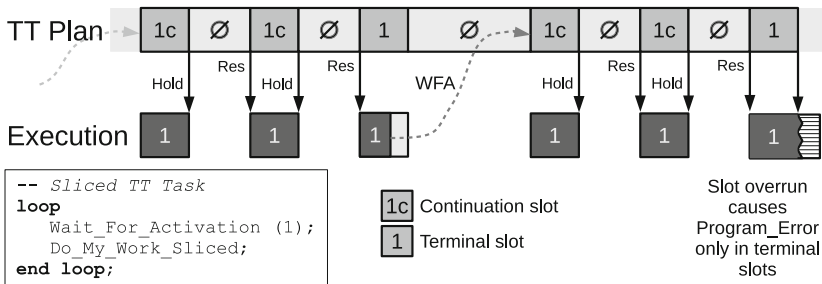 TT Plan 1c Ø 1c Ø 1 Ø 1c Ø 1c Ø 1
Hold Res Hold Res WFA Hold Res Hold Res
Execution 1 1 1 1 1 1
-- Sliced TT Task
loop
Wait_For_Activation (1);
Do_My_Work_Sliced;
end loop;
1c Continuation slot
1 Terminal slot
Slot overrun
causes
Program_Error
only in terminal
slots